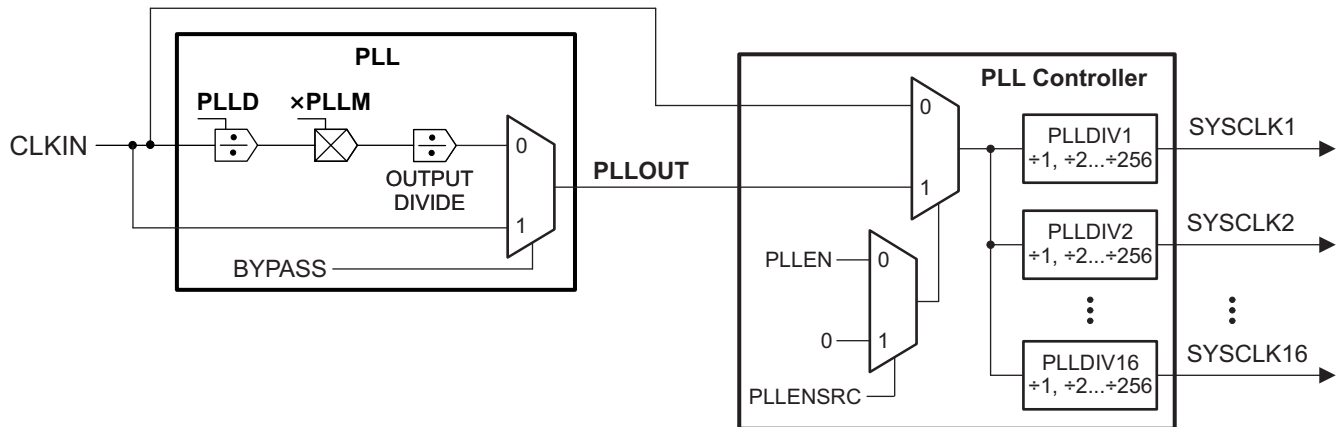 PLL
PLL Controller
PLLD
×PLLM
CLKIN
OUTPUT
DIVIDE
0
1
BYPASS
PLLOUT
0
1
PLLEN
0
0
1
PLLENSRC
PLLDIV1
÷1, ÷2...÷256
SYSCLK1
PLLDIV2
÷1, ÷2...÷256
SYSCLK2
PLLDIV16
÷1, ÷2...÷256
SYSCLK16